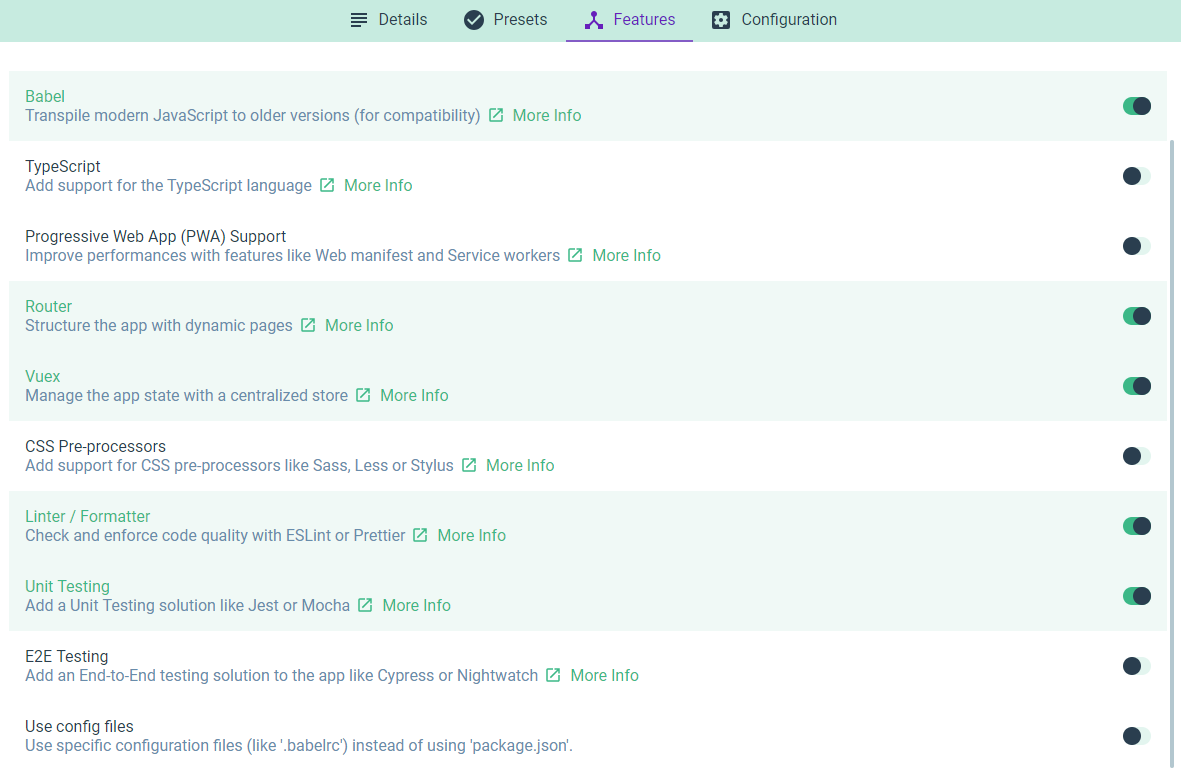 Details Presets Features Configuration
Babel
Transpile modern JavaScript to older versions (for compatibility) More Info
TypeScript
Add support for the TypeScript language More Info
Progressive Web App (PWA) Support
Improve performances with features like Web manifest and Service workers More Info
Router
Structure the app with dynamic pages More Info
Vuex
Manage the app state with a centralized store More Info
CSS Pre-processors
Add support for CSS pre-processors like Sass, Less or Stylus More Info
Linter / Formatter
Check and enforce code quality with ESLint or Prettier More Info
Unit Testing
Add a Unit Testing solution like Jest or Mocha More Info
E2E Testing
Add an End-to-End testing solution to the app like Cypress or Nightwatch More Info
Use config files
Use specific configuration files (like '.babelrc') instead of using 'package.json'.